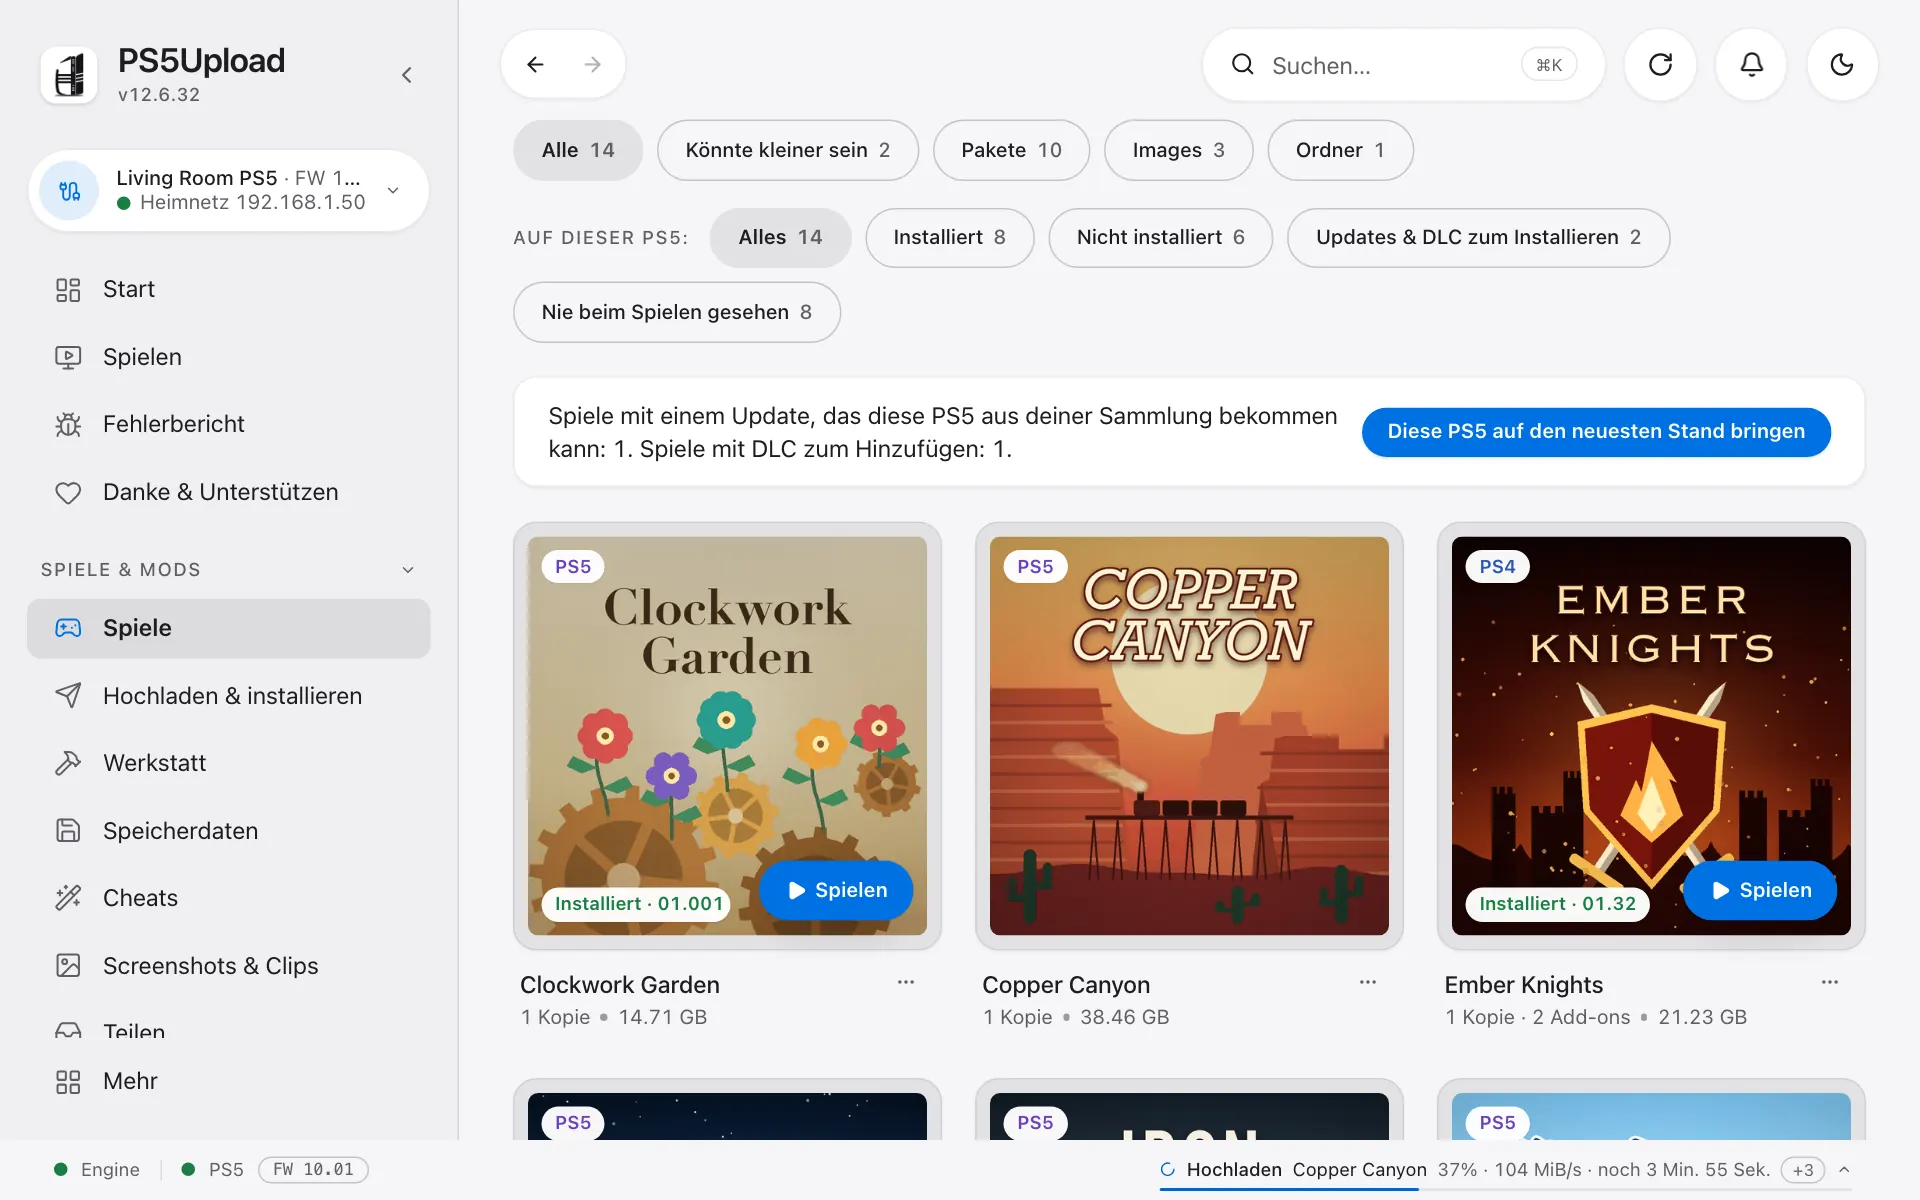 PS5Upload
v12.6.32
Living Room PS5 · FW 1...
Heimnetz 192.168.1.50
Start
Spielen
Fehlerbericht
Danke & Unterstützen
SPIELE & MODS
Spiele
Hochladen & installieren
Werkstatt
Speicherdaten
Cheats
Screenshots & Clips
Teilen
Mehr
Suchen... ⌘K
Alle 14
Könnte kleiner sein 2
Pakete 10
Images 3
Ordner 1
AUF DIESER PS5:
Alles 14
Installiert 8
Nicht installiert 6
Updates & DLC zum Installieren 2
Nie beim Spielen gesehen 8
Spiele mit einem Update, das diese PS5 aus deiner Sammlung bekommen
kann: 1. Spiele mit DLC zum Hinzufügen: 1.
Diese PS5 auf den neuesten Stand bringen
PS5
Clockwork
Garden
Installiert · 01.001
Spielen
Clockwork Garden
1 Kopie • 14.71 GB
PS5
COPPER
CANYON
Copper Canyon
1 Kopie • 38.46 GB
PS4
EMBER
KNIGHTS
Installiert · 01.32
Spielen
Ember Knights
1 Kopie · 2 Add-ons • 21.23 GB
PS5
PS5
PS5
Engine
PS5
FW 10.01
Hochladen Copper Canyon 37% · 104 MiB/s · noch 3 Min. 55 Sek. +3